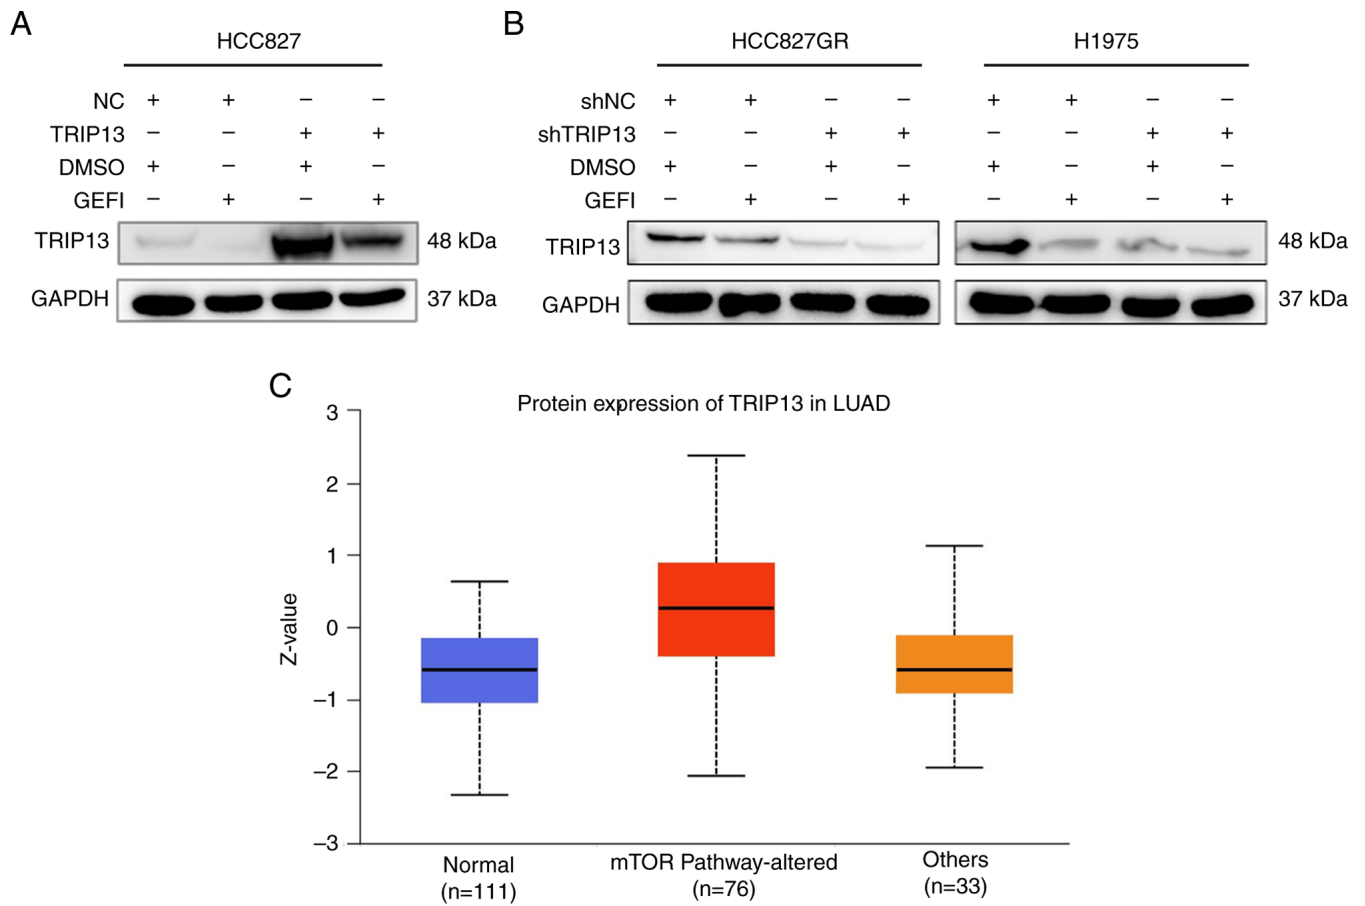 A
HCC827
NC + + − −
TRIP13 − − + +
DMSO + − + −
GEFI − + − +
TRIP13 48 kDa
GAPDH 37 kDa
B
HCC827GR H1975
shNC + + − − + + − −
shTRIP13 − − + + − − + +
DMSO + − + − + − + −
GEFI − + − + − + − +
TRIP13 48 kDa
GAPDH 37 kDa
C
Protein expression of TRIP13 in LUAD
Z-value
3
2
1
0
−1
−2
−3
Normal
(n=111)
mTOR Pathway-altered
(n=76)
Others
(n=33)